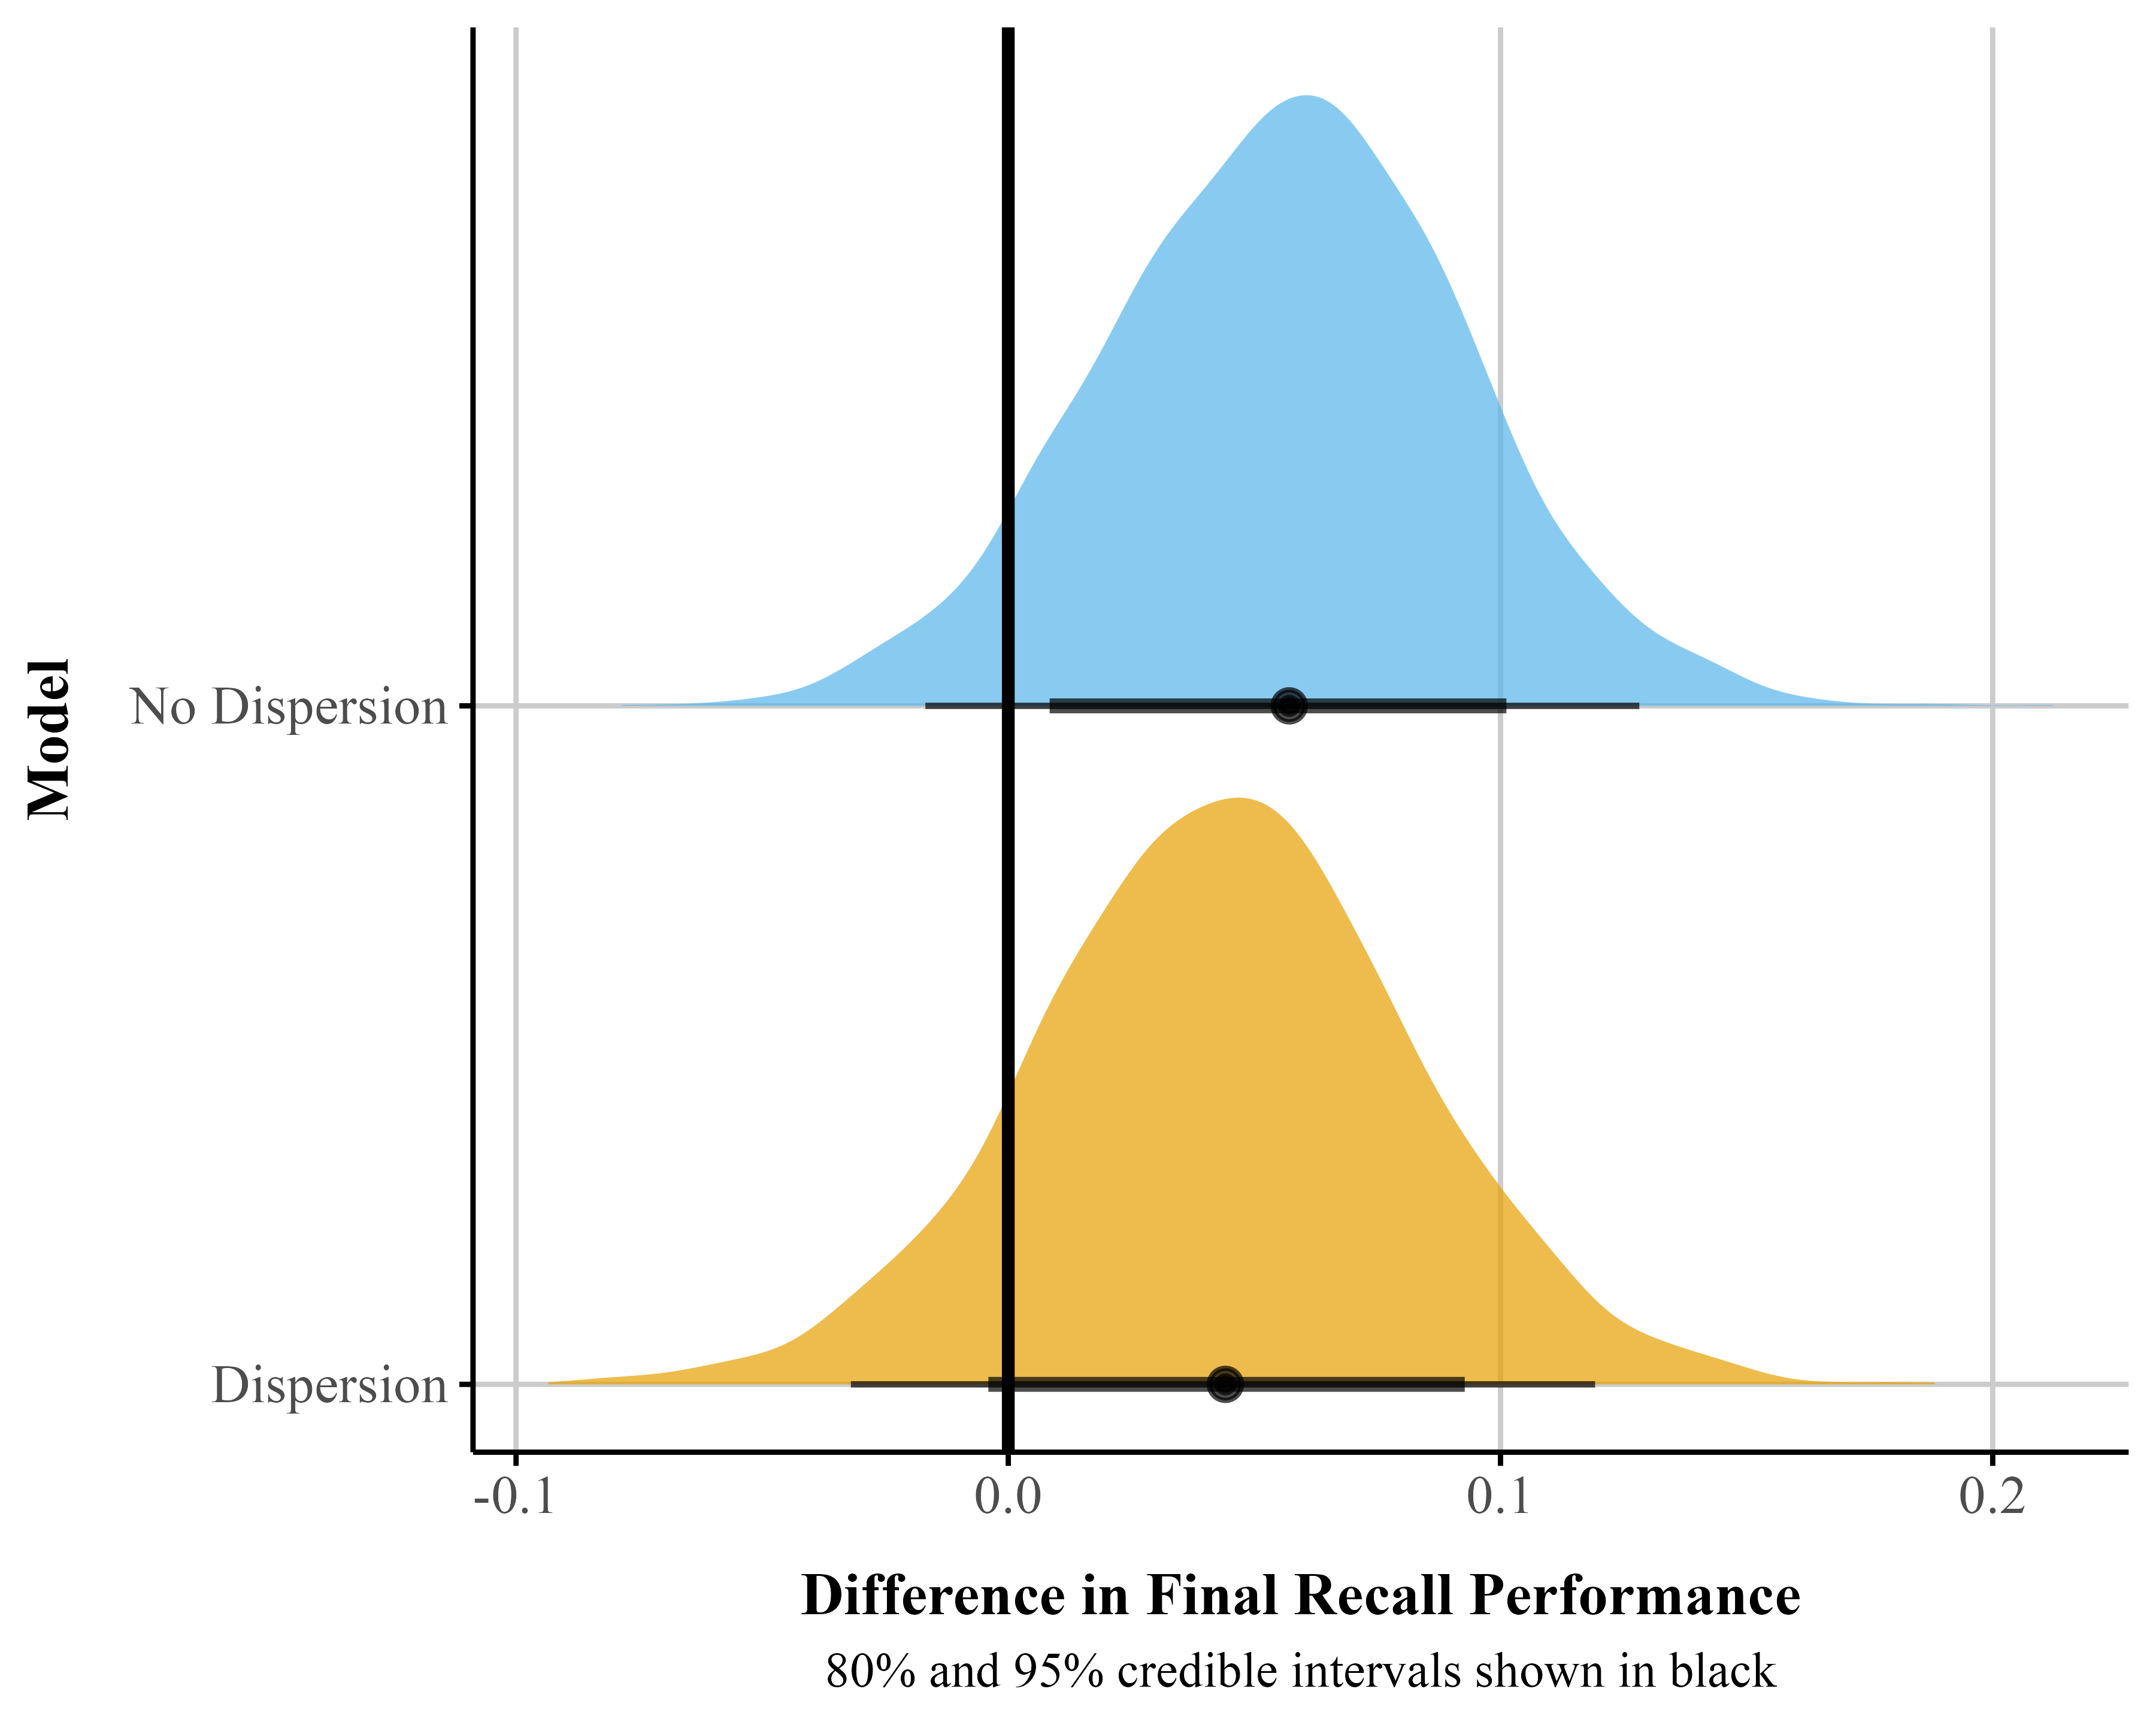 Model
No Dispersion
Dispersion
-0.1 0.0 0.1 0.2
Difference in Final Recall Performance
80% and 95% credible intervals shown in black